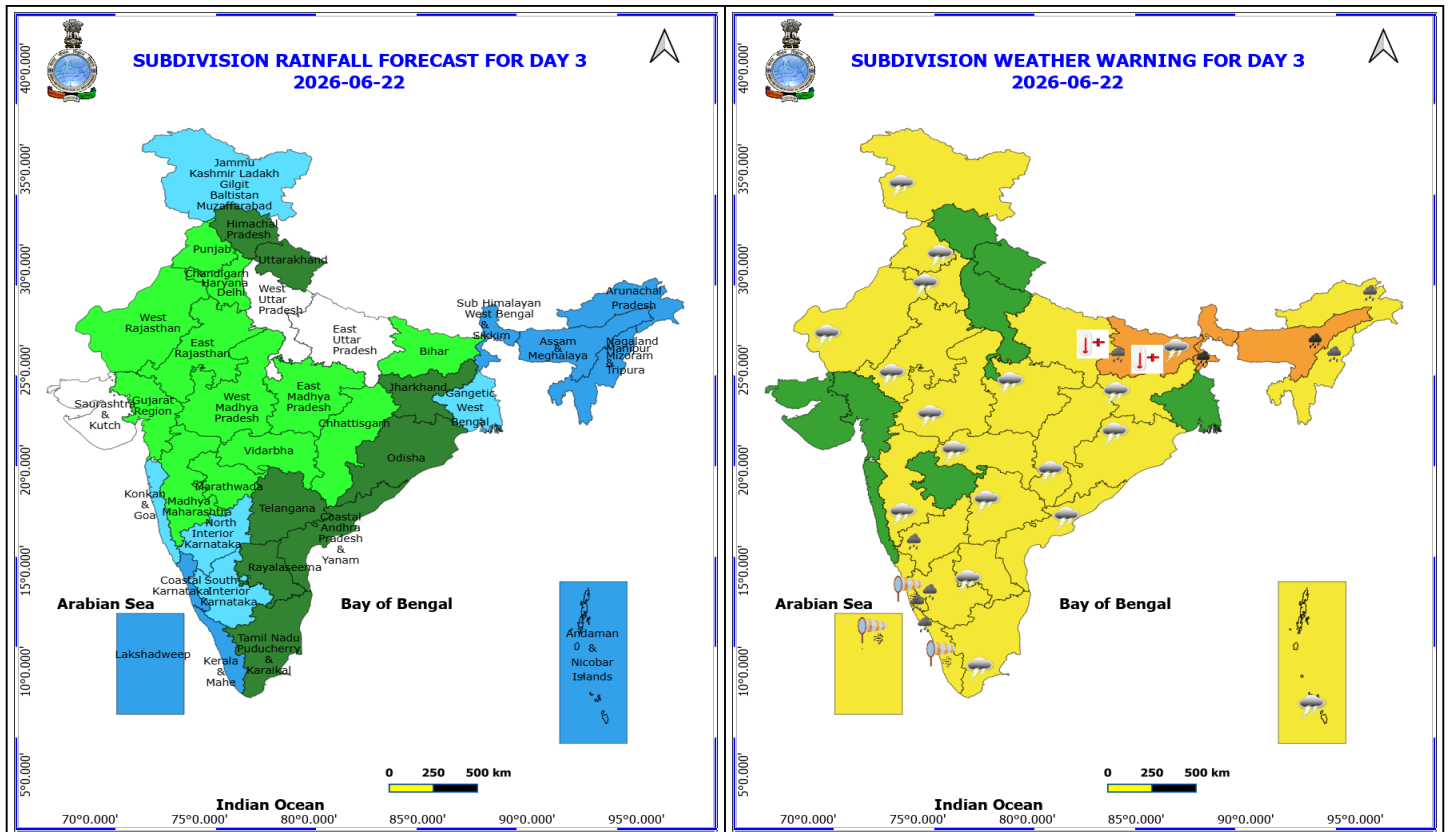 SUBDIVISION RAINFALL FORECAST FOR DAY 3
2026-06-22
40°0.000'
35°0.000'
30°0.000'
25°0.000'
20°0.000'
15°0.000'
10°0.000'
5°0.000'
Jammu
Kashmir Ladakh
Gilgit
Baltistan
Muzaffarabad
Himachal
Pradesh
Punjab
Uttarakhand
Chandigarh
Haryana
Delhi
West
Uttar
Pradesh
Arunachal
Pradesh
Sub Himalayan
West Bengal
&
Sikkim
West
Rajasthan
East
Rajasthan
East
Uttar
Pradesh
Bihar
Assam
&
Meghalaya
Nagaland
Manipur
Mizoram
&
Tripura
Jharkhand
Gangetic
West
Bengal
Saurashtra
&
Kutch
Gujarat
Region
West
Madhya
Pradesh
East
Madhya
Pradesh
Chhattisgarh
Vidarbha
Odisha
Konkan
&
Goa
Marathwada
Madhya
Maharashtra
North
Interior
Karnataka
Telangana
Coastal
Andhra
Pradesh
&
Yanam
Rayalaseema
Coastal
Karnataka
South
Interior
Karnataka
Arabian Sea
Bay of Bengal
Lakshadweep
Kerala
&
Mahe
Tamil Nadu
Puducherry
&
Karaikal
Andaman
&
Nicobar
Islands
0 250 500 km
Indian Ocean
70°0.000' 75°0.000' 80°0.000' 85°0.000' 90°0.000' 95°0.000'
SUBDIVISION WEATHER WARNING FOR DAY 3
2026-06-22
40°0.000'
35°0.000'
30°0.000'
25°0.000'
20°0.000'
15°0.000'
10°0.000'
5°0.000'
Arabian Sea
Bay of Bengal
0 250 500 km
Indian Ocean
70°0.000' 75°0.000' 80°0.000' 85°0.000' 90°0.000' 95°0.000'